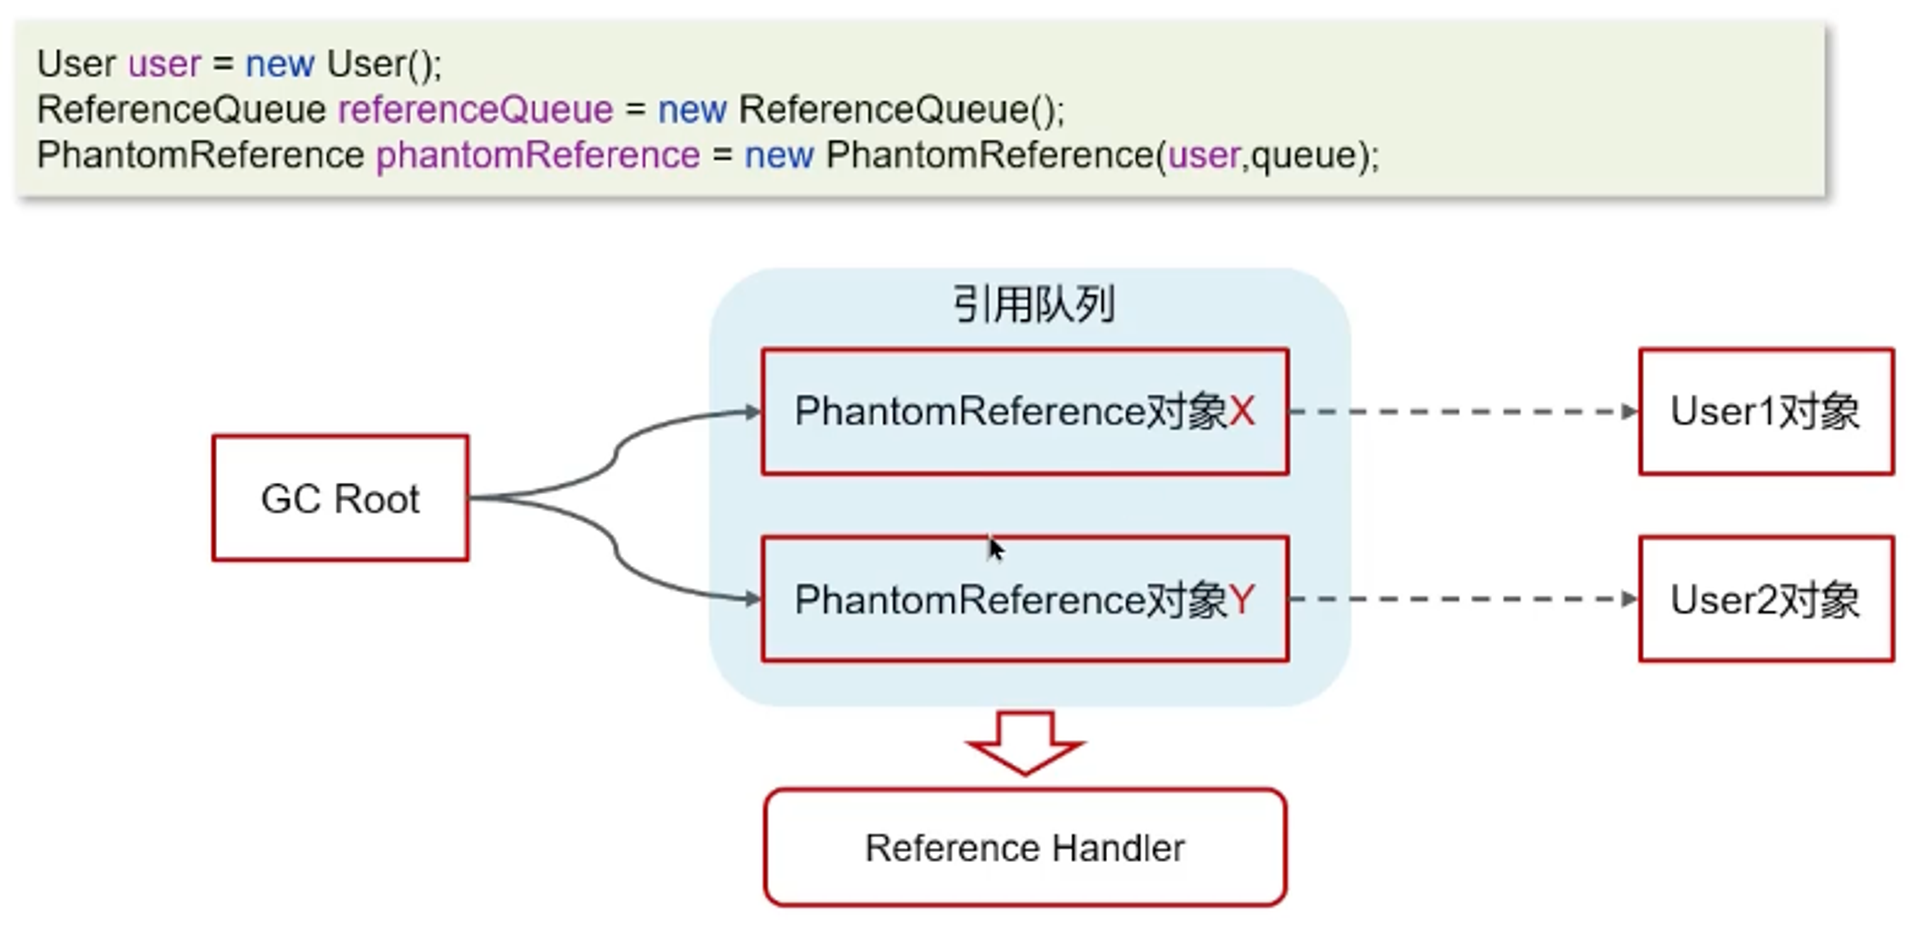 User user = new User();
ReferenceQueue referenceQueue = new ReferenceQueue();
PhantomReference phantomReference = new PhantomReference(user,queue);
引用队列
GC Root
PhantomReference对象X
User1对象
PhantomReference对象Y
User2对象
Reference Handler